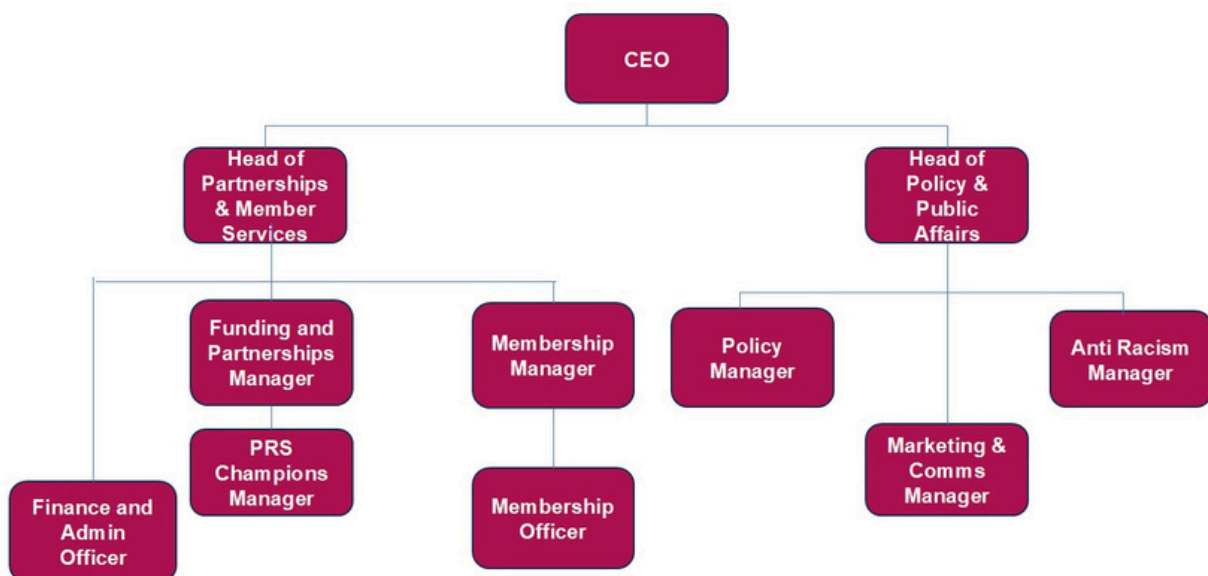 CEO
Head of
Partnerships
& Member
Services
Head of
Policy &
Public
Affairs
Funding and
Partnerships
Manager
Membership
Manager
Policy
Manager
Anti Racism
Manager
PRS
Champions
Manager
Marketing &
Comms
Manager
Finance and
Admin
Officer
Membership
Officer